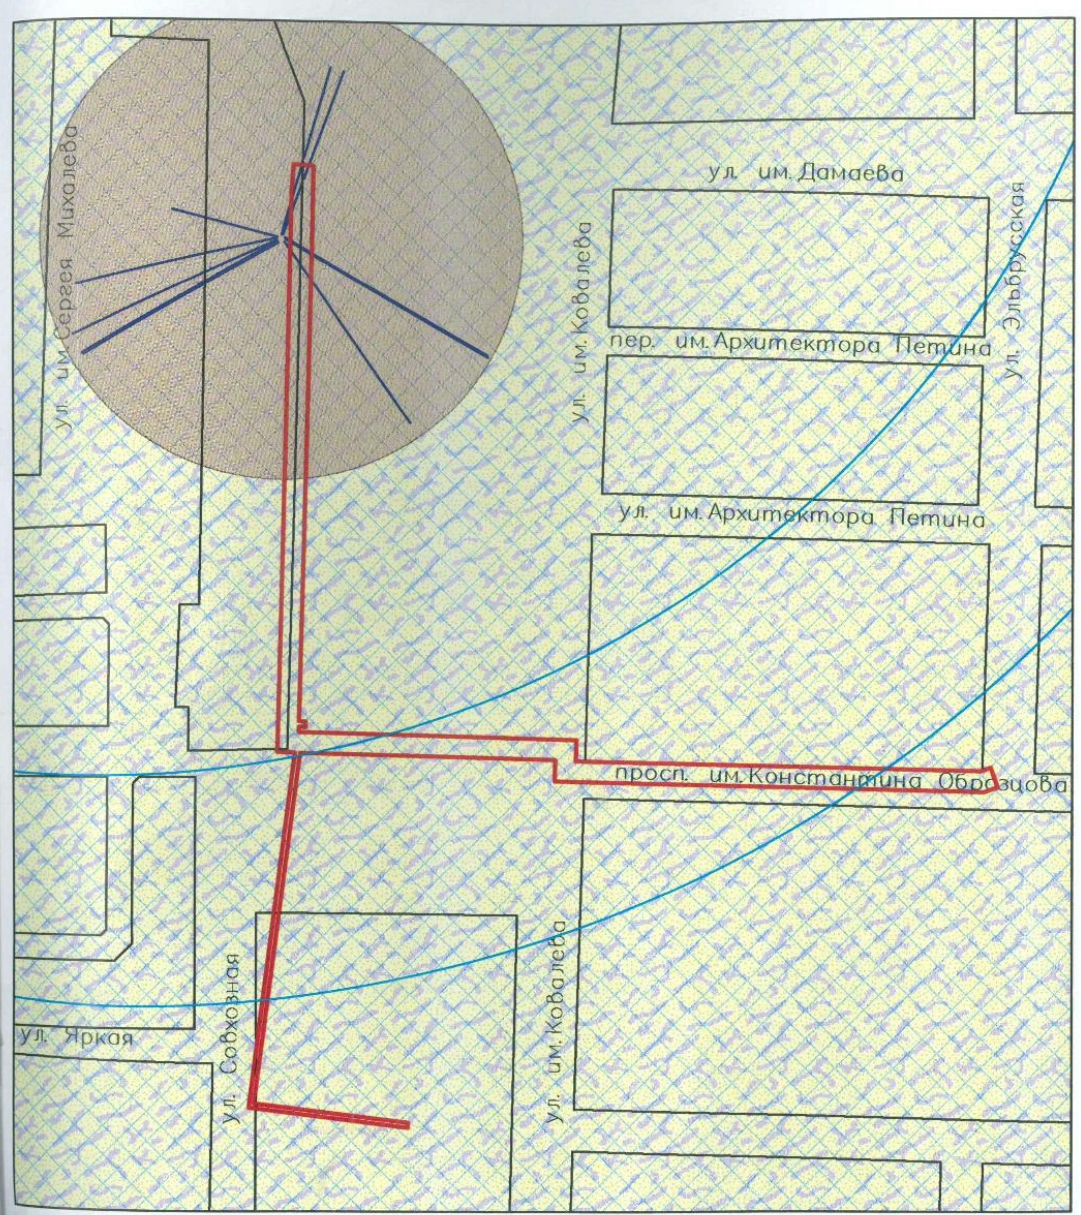 ул. им. Дамаева
ул. им Сергея Михалева
ул. им. Ковалева
ул. Эльбрусская
пер. им. Архитектора Петина
ул. им. Архитектора Петина
просп. им. Константина Образцова
ул. Совхозная
ул. им. Ковалева
ул. Яркая